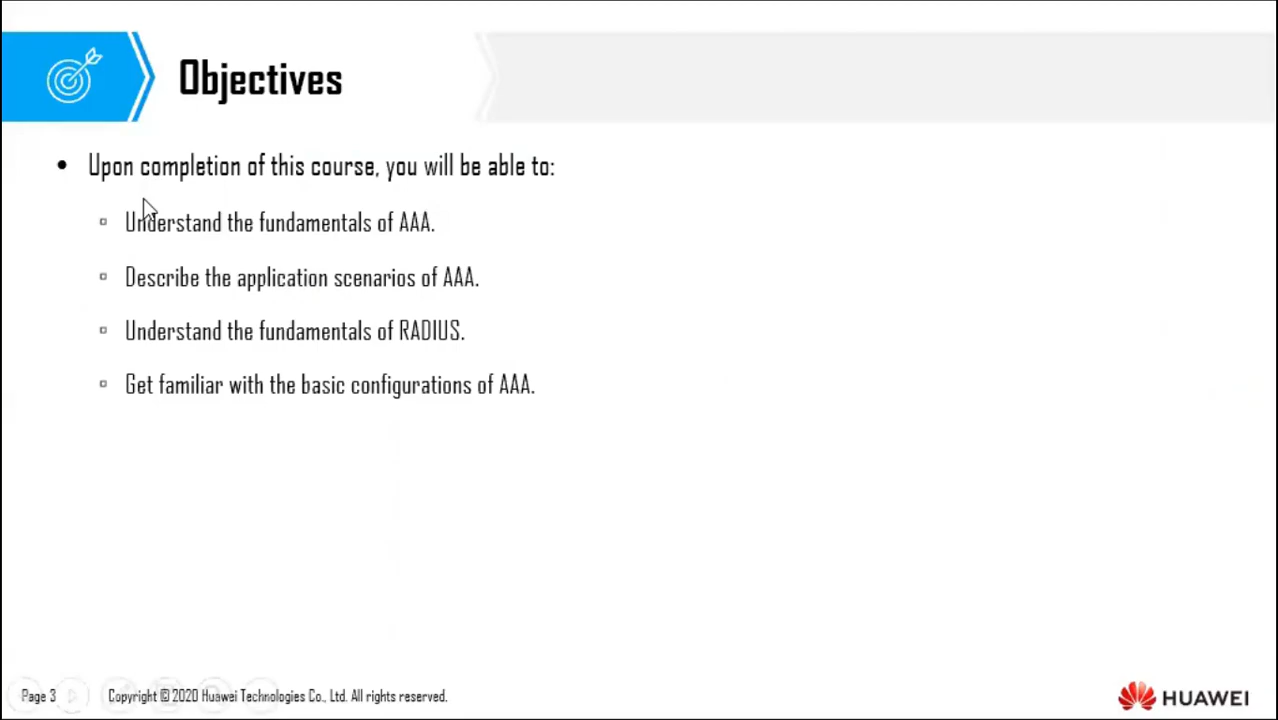 Objectives
• Upon completion of this course, you will be able to:
▫ Understand the fundamentals of AAA.
▫ Describe the application scenarios of AAA.
▫ Understand the fundamentals of RADIUS.
▫ Get familiar with the basic configurations of AAA.
Page 3 Copyright © 2020 Huawei Technologies Co., Ltd. All rights reserved.
HUAWEI